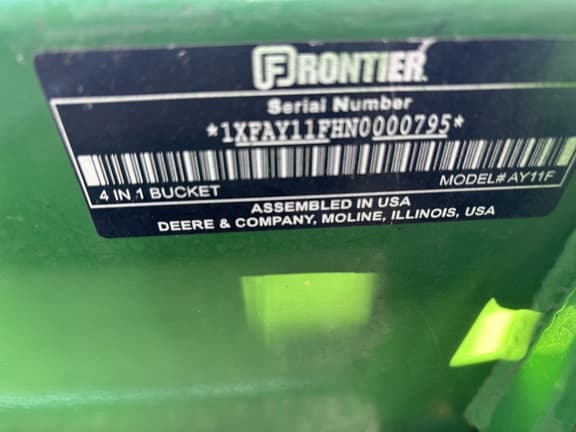 FRONTIER
Serial Number
*1XFAY11FHN0000795*
4 IN 1 BUCKET MODEL# AY11F
ASSEMBLED IN USA
DEERE & COMPANY, MOLINE, ILLINOIS, USA